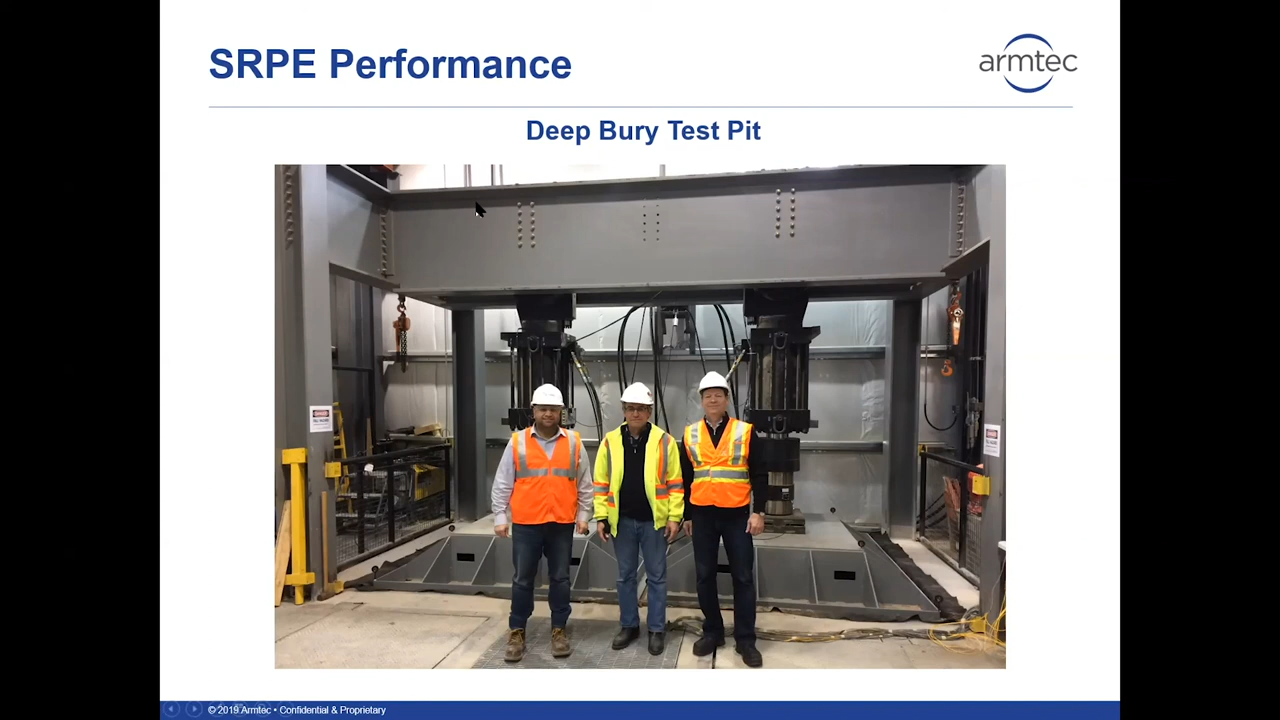 SRPE Performance
armtec
Deep Bury Test Pit
© 2019 Armtec • Confidential & Proprietary